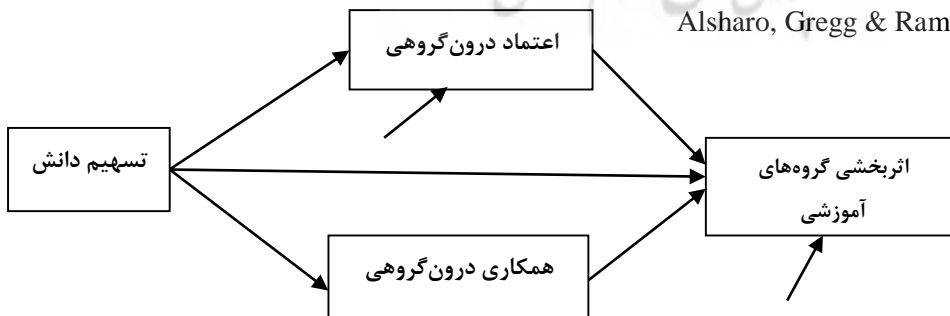 Alsharo, Gregg & Ram
اعتماد درون‌گروهی
تسهیم دانش
اثربخشی گروه‌های
آموزشی
همکاری درون‌گروهی